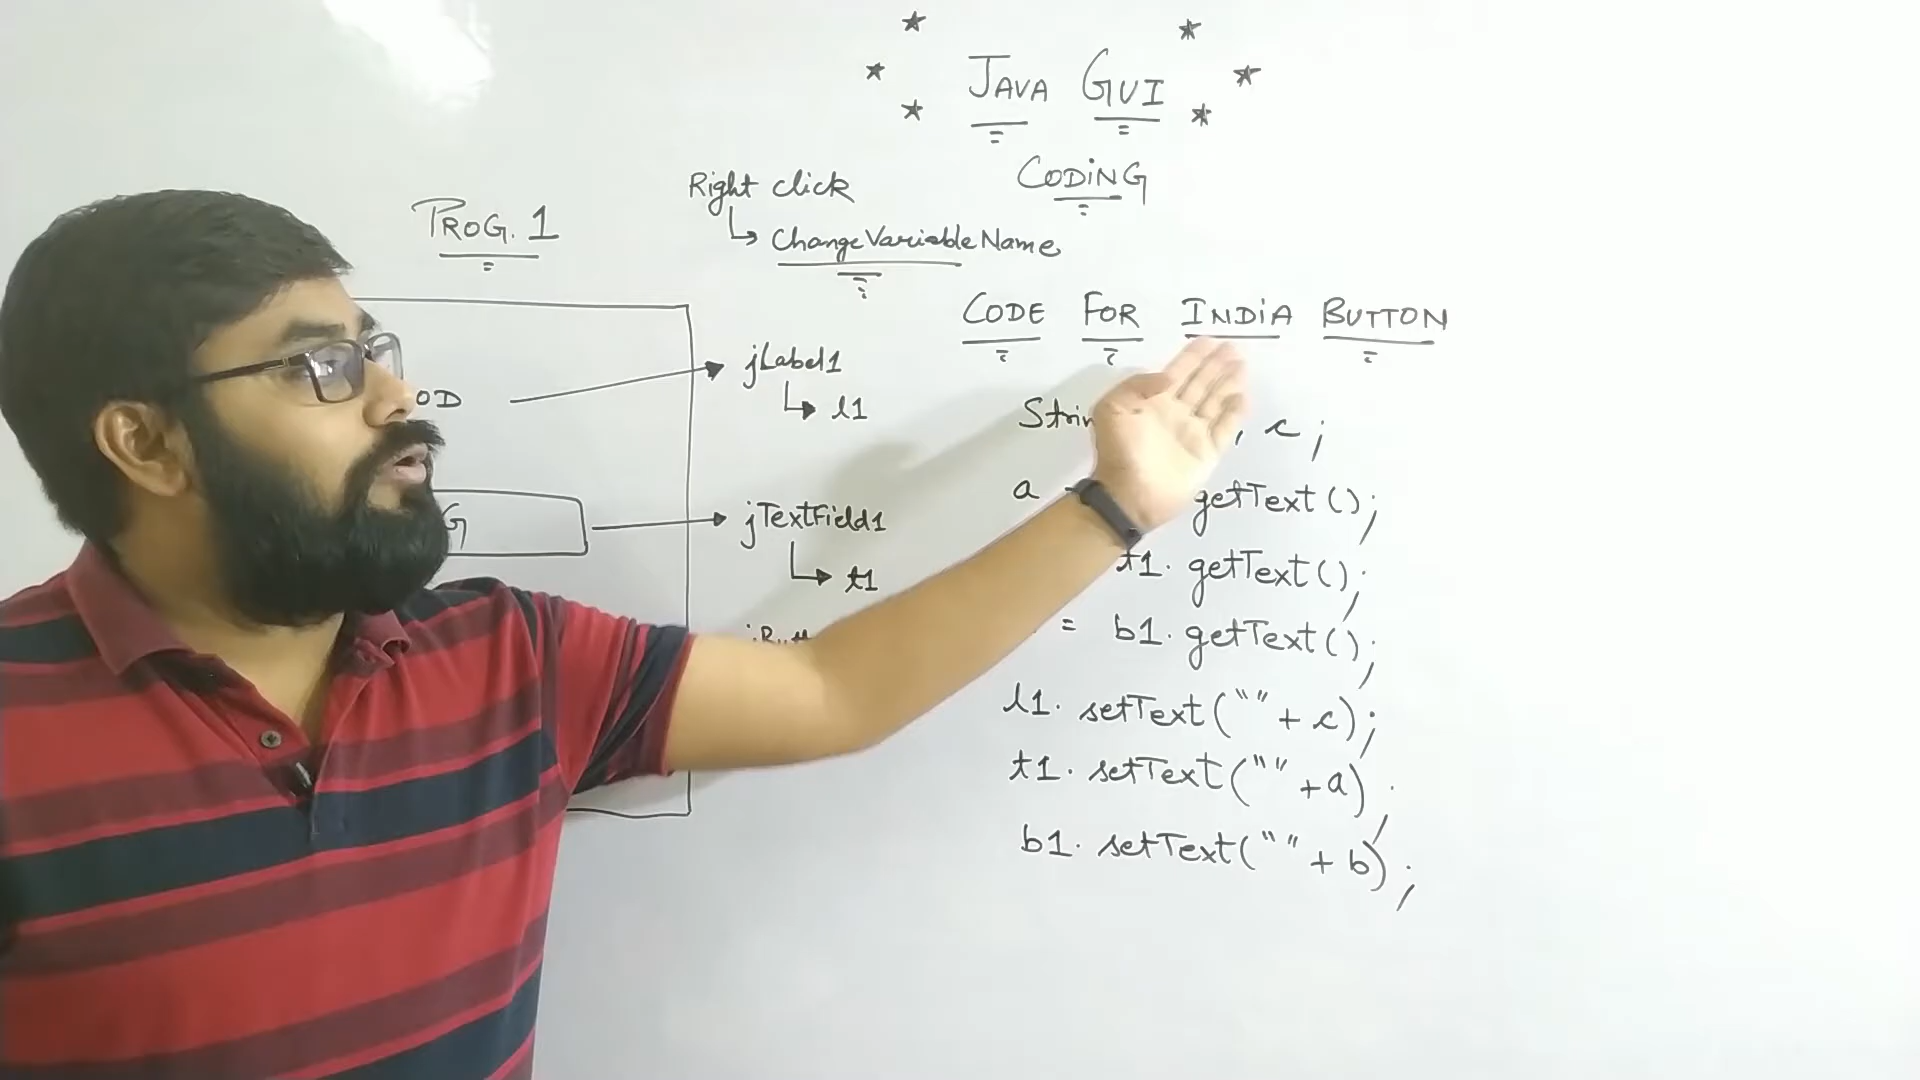 JAVA GUI
CODING
PROG. 1
Right click
Change Variable Name
OD
jLabel1
l1
G
jTextField1
t1
CODE FOR INDIA BUTTON
, c ;
a getText ();
t1. getText ();
= b1. getText ();
l1. setText ("" + c);
t1. setText ("" + a);
b1. setText ("" + b);